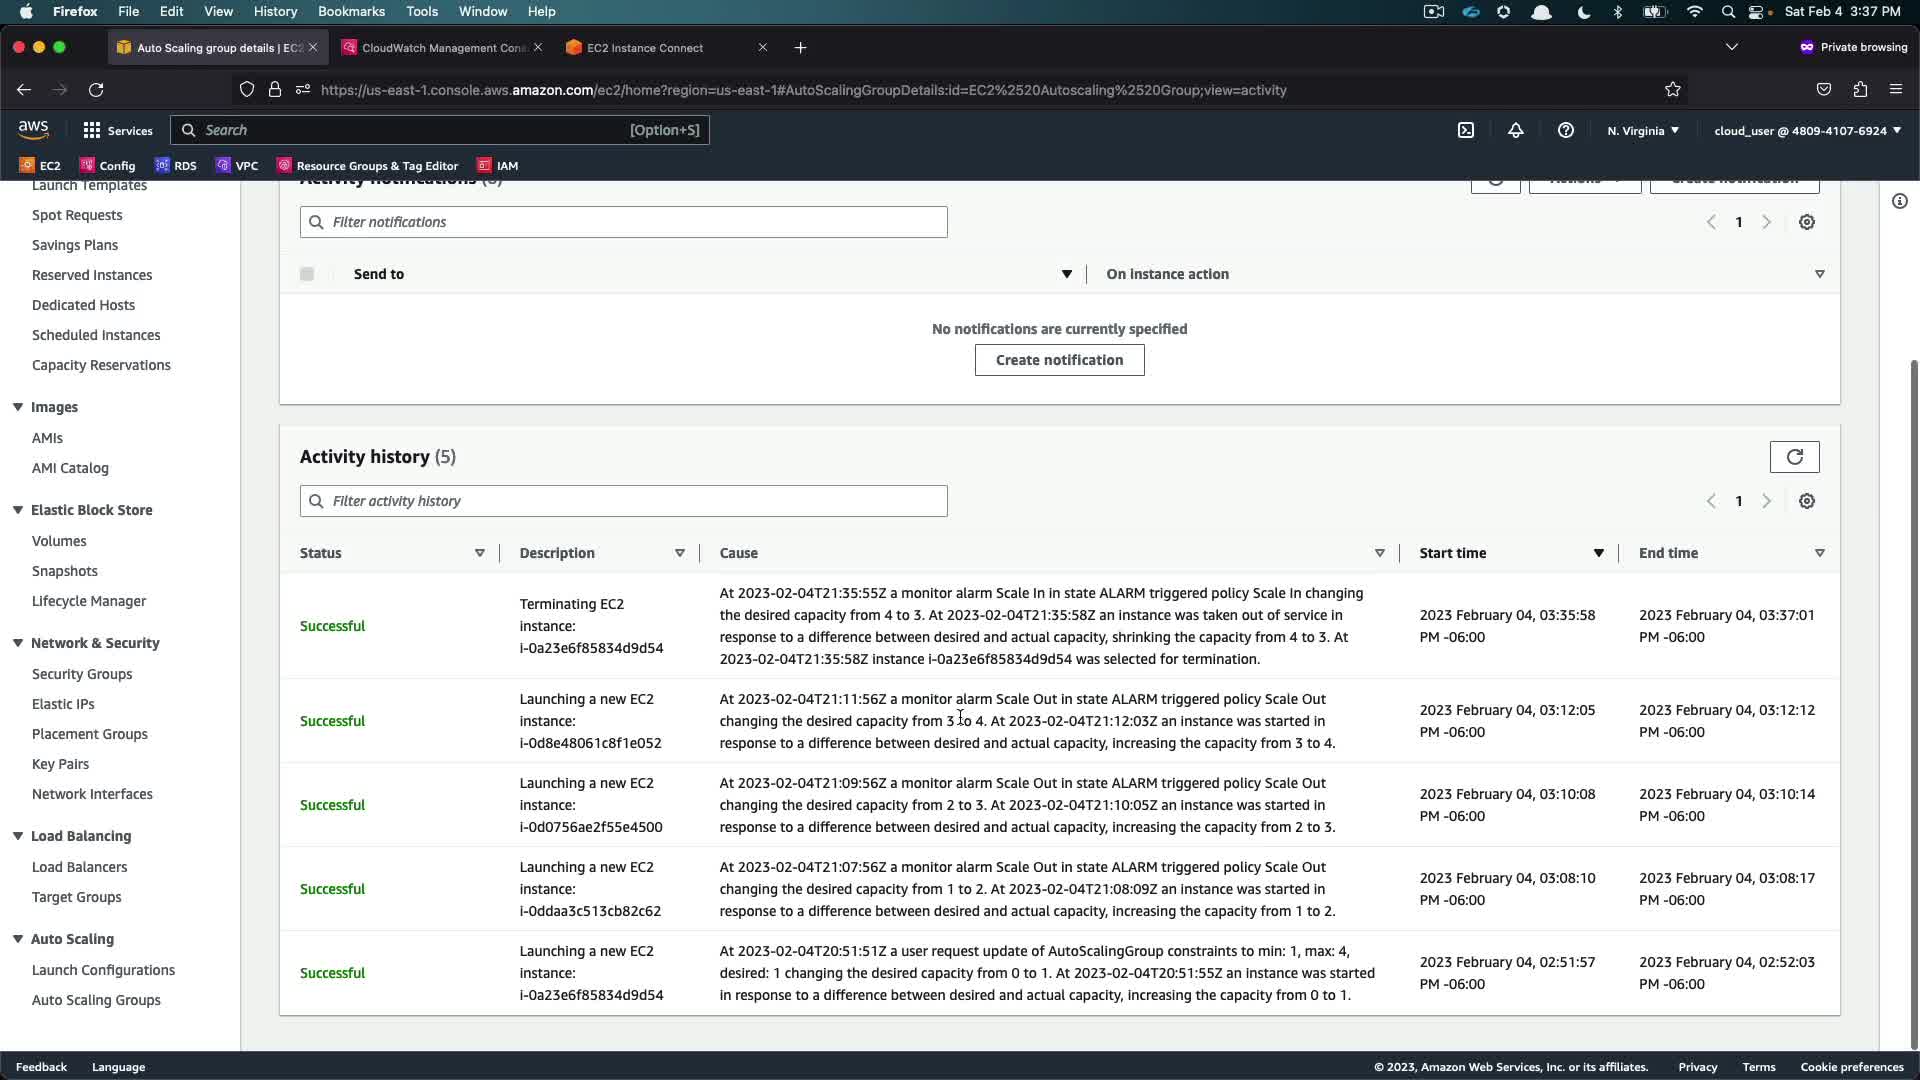 Firefox File Edit View History Bookmarks Tools Window Help Sat Feb 4 3:37 PM
Auto Scaling group details | EC2 CloudWatch Management Con EC2 Instance Connect Private browsing
https://us-east-1.console.aws.amazon.com/ec2/home?region=us-east-1#AutoScalingGroupDetails:id=EC2%2520Autoscaling%2520Group;view=activity
aws Services Search [Option+S] N. Virginia cloud_user @ 4809-4107-6924
EC2 Config RDS VPC Resource Groups & Tag Editor IAM
Launch Templates
Spot Requests
Savings Plans
Reserved Instances
Dedicated Hosts
Scheduled Instances
Capacity Reservations
Images
AMIs
AMI Catalog
Elastic Block Store
Volumes
Snapshots
Lifecycle Manager
Network & Security
Security Groups
Elastic IPs
Placement Groups
Key Pairs
Network Interfaces
Load Balancing
Load Balancers
Target Groups
Auto Scaling
Launch Configurations
Auto Scaling Groups
Activity notifications
Actions Create notification
Filter notifications 1
Send to On instance action
No notifications are currently specified
Create notification
Activity history (5)
Filter activity history 1
Status Description Cause Start time End time
Successful
Terminating EC2
instance:
i-0a23e6f85834d9d54
At 2023-02-04T21:35:55Z a monitor alarm Scale In in state ALARM triggered policy Scale In changing
the desired capacity from 4 to 3. At 2023-02-04T21:35:58Z an instance was taken out of service in
response to a difference between desired and actual capacity, shrinking the capacity from 4 to 3. At
2023-02-04T21:35:58Z instance i-0a23e6f85834d9d54 was selected for termination.
2023 February 04, 03:35:58
PM -06:00
2023 February 04, 03:37:01
PM -06:00
Successful
Launching a new EC2
instance:
i-0d8e48061c8f1e052
At 2023-02-04T21:11:56Z a monitor alarm Scale Out in state ALARM triggered policy Scale Out
changing the desired capacity from 3 to 4. At 2023-02-04T21:12:03Z an instance was started in
response to a difference between desired and actual capacity, increasing the capacity from 3 to 4.
2023 February 04, 03:12:05
PM -06:00
2023 February 04, 03:12:12
PM -06:00
Successful
Launching a new EC2
instance:
i-0d0756ae2f55e4500
At 2023-02-04T21:09:56Z a monitor alarm Scale Out in state ALARM triggered policy Scale Out
changing the desired capacity from 2 to 3. At 2023-02-04T21:10:05Z an instance was started in
response to a difference between desired and actual capacity, increasing the capacity from 2 to 3.
2023 February 04, 03:10:08
PM -06:00
2023 February 04, 03:10:14
PM -06:00
Successful
Launching a new EC2
instance:
i-0ddaa3c513cb82c62
At 2023-02-04T21:07:56Z a monitor alarm Scale Out in state ALARM triggered policy Scale Out
changing the desired capacity from 1 to 2. At 2023-02-04T21:08:09Z an instance was started in
response to a difference between desired and actual capacity, increasing the capacity from 1 to 2.
2023 February 04, 03:08:10
PM -06:00
2023 February 04, 03:08:17
PM -06:00
Successful
Launching a new EC2
instance:
i-0a23e6f85834d9d54
At 2023-02-04T20:51:51Z a user request update of AutoScalingGroup constraints to min: 1, max: 4,
desired: 1 changing the desired capacity from 0 to 1. At 2023-02-04T20:51:55Z an instance was started
in response to a difference between desired and actual capacity, increasing the capacity from 0 to 1.
2023 February 04, 02:51:57
PM -06:00
2023 February 04, 02:52:03
PM -06:00
Feedback Language © 2023, Amazon Web Services, Inc. or its affiliates. Privacy Terms Cookie preferences